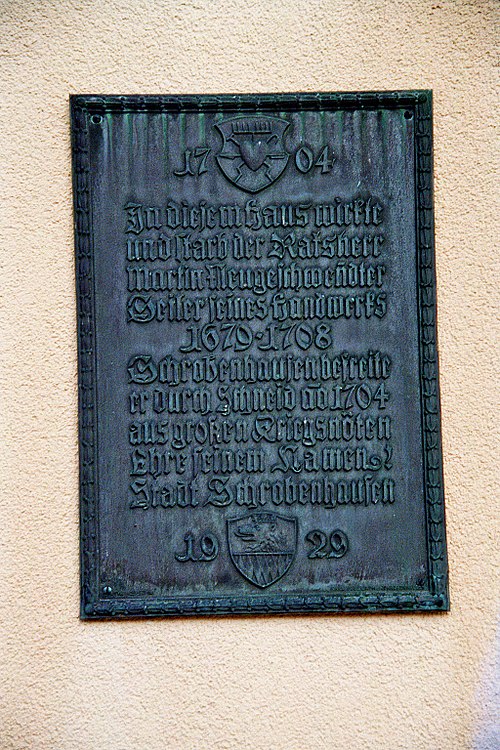 17 04
In diesem Haus wirkte
und starb der Ratsherr
Martin Neugeschwendter
Seiler seines Handwerks
1670-1708
Schrobenhausen befreite
er durch Schneid ao 1704
aus großen Kriegsnöten
Ehre seinem Namen!
Stadt Schrobenhausen
19 29